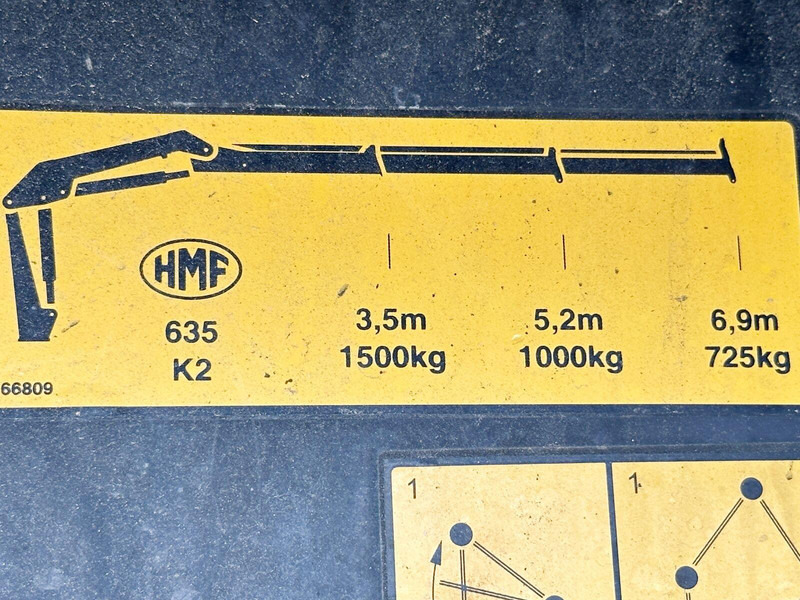 HMF
635
K2
3,5m
1500kg
5,2m
1000kg
6,9m
725kg
66809
1
1